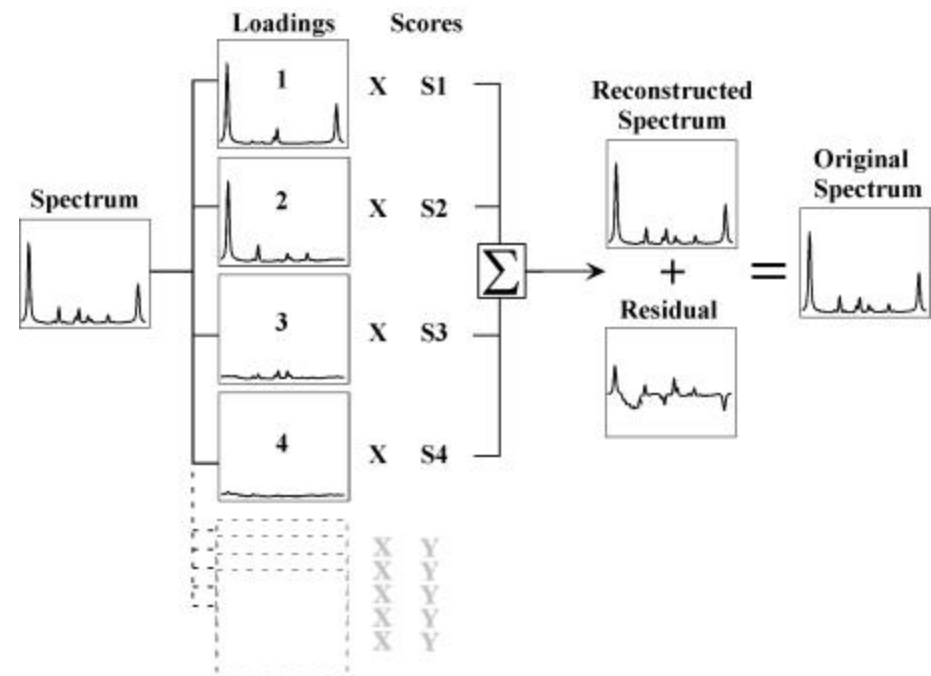 Loadings Scores
1 X S1
Reconstructed
Spectrum
Original
Spectrum
Spectrum
2 X S2
Σ
+
=
Residual
3 X S3
4 X S4
X Y
X Y
X Y
X Y
X Y